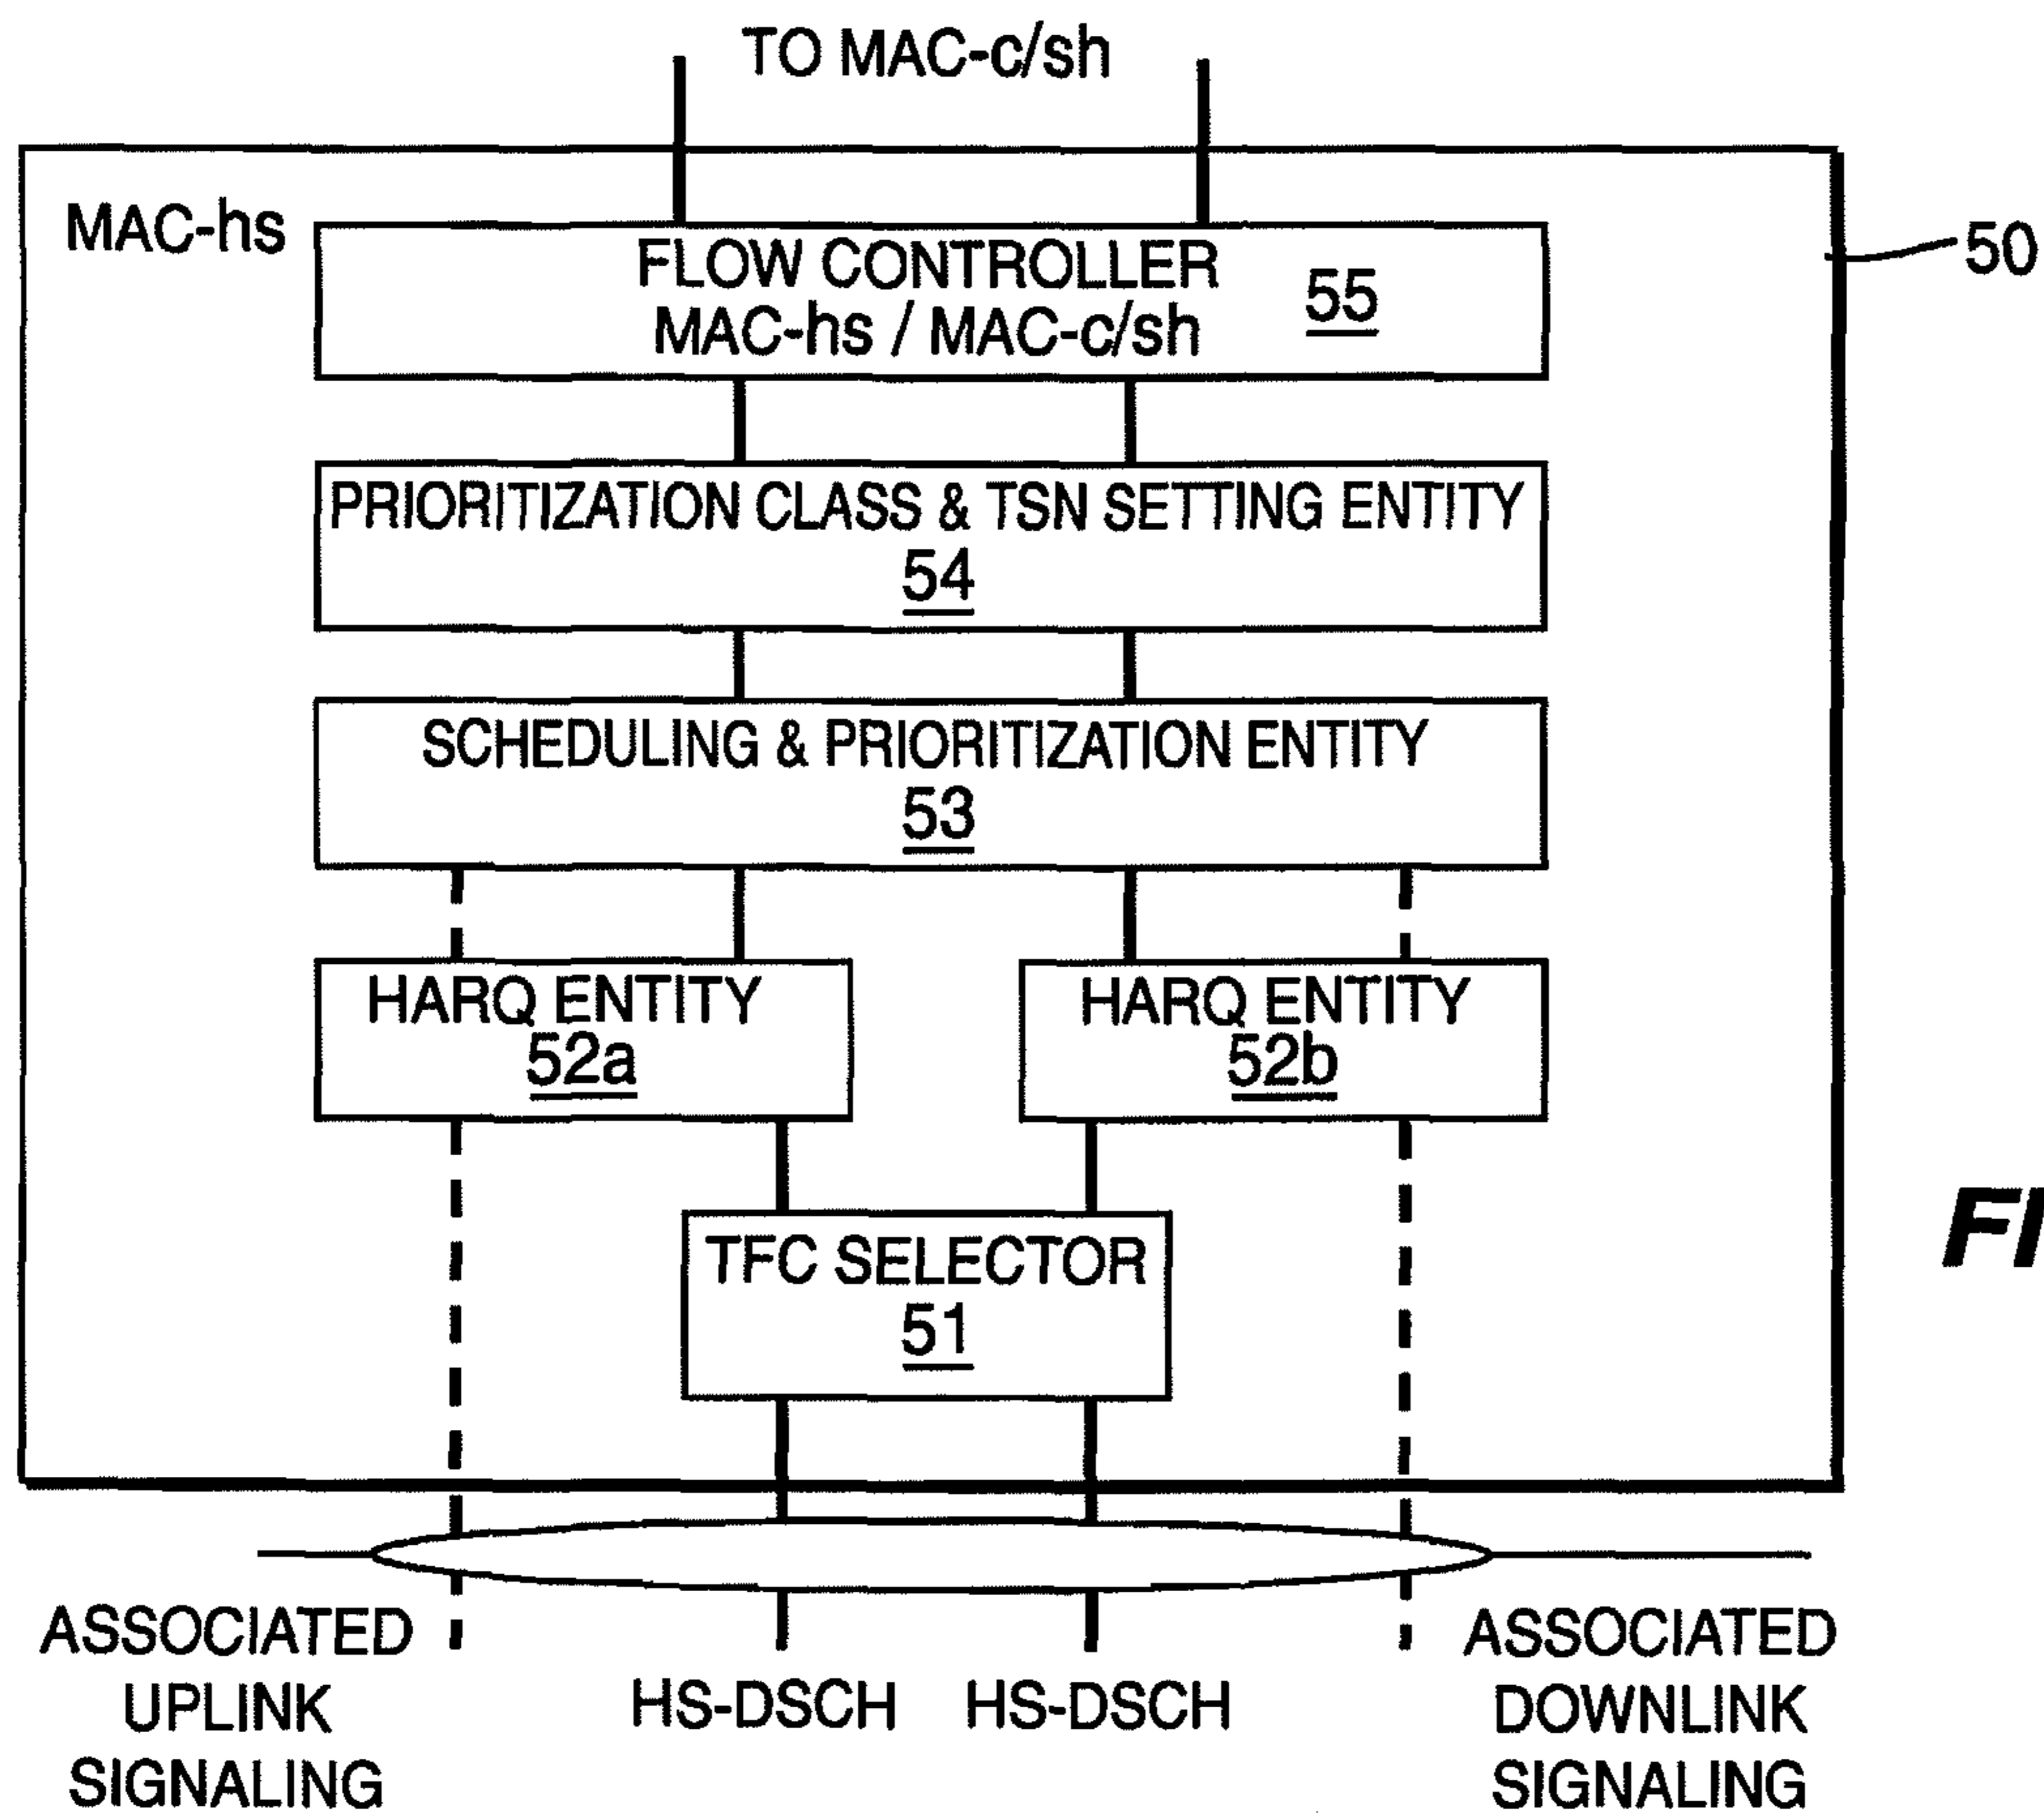 TO MAC-c/sh
MAC-hs
50
FLOW CONTROLLER
MAC-hs / MAC-c/sh
55
PRIORITIZATION CLASS & TSN SETTING ENTITY
54
SCHEDULING & PRIORITIZATION ENTITY
53
HARQ ENTITY
52a
HARQ ENTITY
52b
TFC SELECTOR
51
FI
ASSOCIATED
UPLINK
SIGNALING
HS-DSCH
HS-DSCH
ASSOCIATED
DOWNLINK
SIGNALING